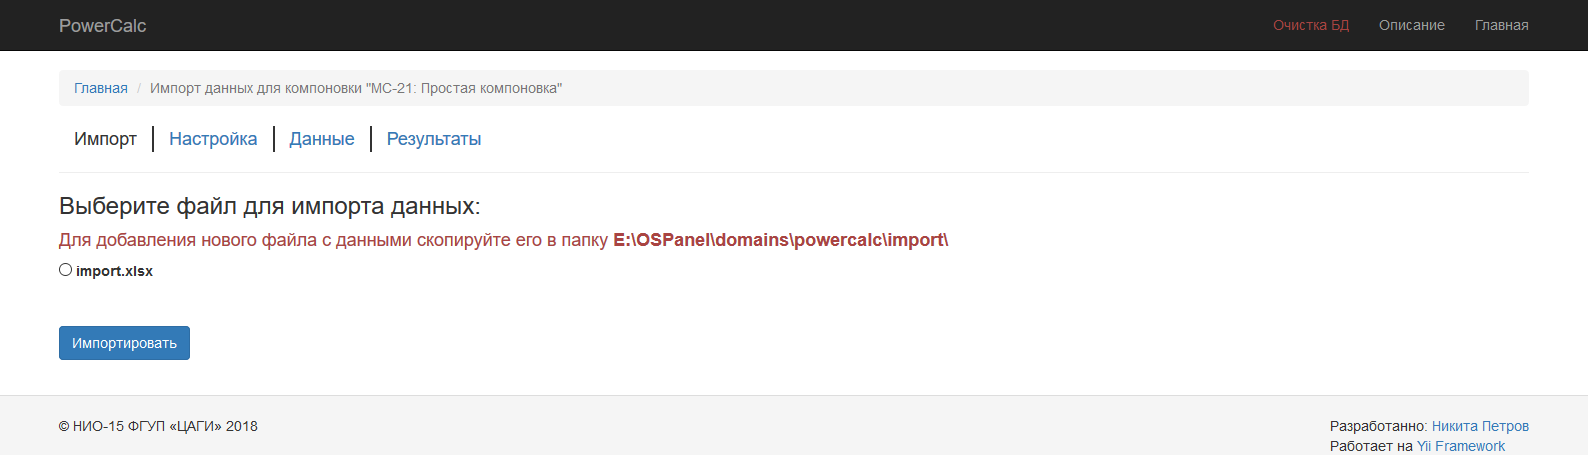 PowerCalc Очистка БД Описание Главная
Главная / Импорт данных для компоновки "МС-21: Простая компоновка"
Импорт Настройка Данные Результаты
Выберите файл для импорта данных:
Для добавления нового файла с данными скопируйте его в папку E:\OSPanel\domains\powercalc\import\
import.xlsx
Импортировать
© НИО-15 ФГУП «ЦАГИ» 2018
Разработанно: Никита Петров
Работает на Yii Framework